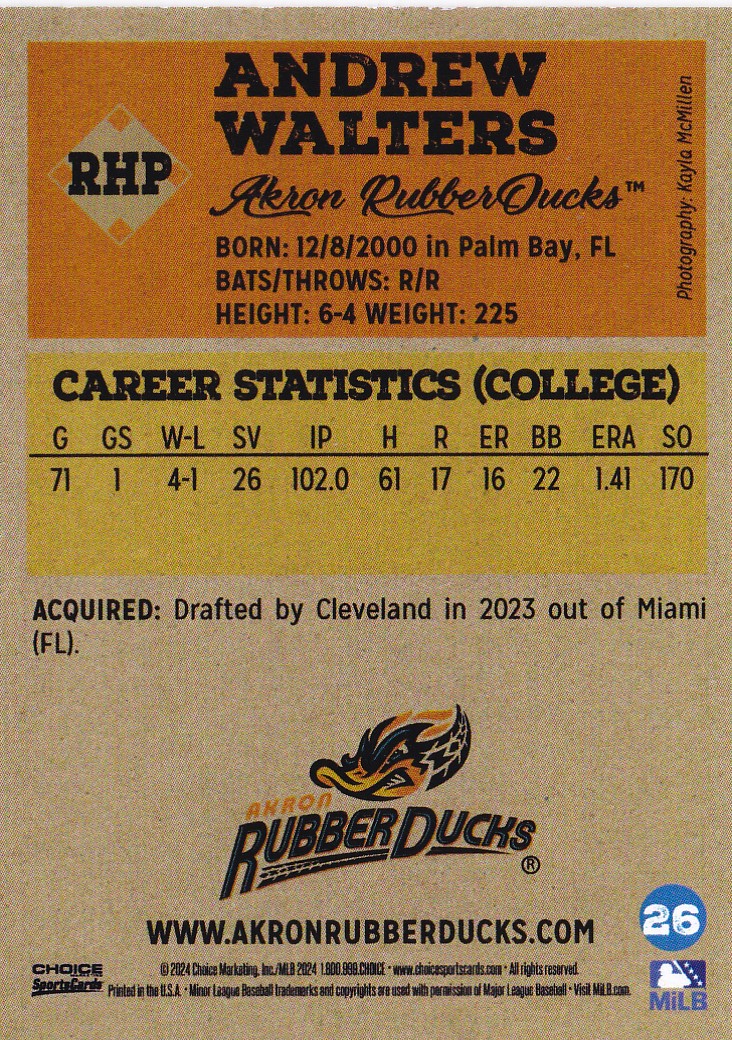 ANDREW
WALTERS
RHP
Akron RubberDucks™
BORN: 12/8/2000 in Palm Bay, FL
BATS/THROWS: R/R
HEIGHT: 6-4 WEIGHT: 225
Photography: Kayla McMillen
CAREER STATISTICS (COLLEGE)
G GS W-L SV IP H R ER BB ERA SO
71 1 4-1 26 102.0 61 17 16 22 1.41 170
ACQUIRED: Drafted by Cleveland in 2023 out of Miami
(FL).
AKRON
RUBBERDUCKS®
WWW.AKRONRUBBERDUCKS.COM
26
CHOICE
SportsCards
© 2024 Choice Marketing, Inc./MLB 2024 1.800.999.CHOICE • www.choicesportscards.com • All rights reserved.
Printed in the U.S.A. • Minor League Baseball trademarks and copyrights are used with permission of Major League Baseball • Visit MiLB.com.
MiLB